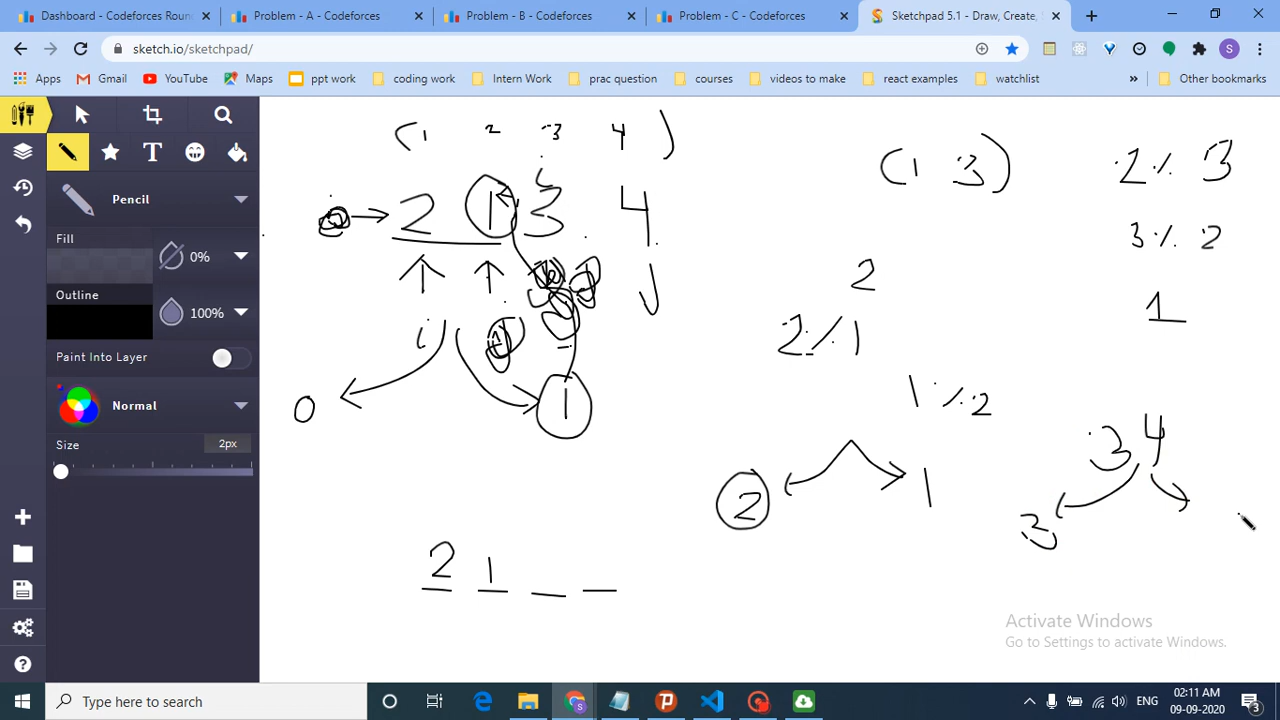 Dashboard - Codeforces Roun
Problem - A - Codeforces
Problem - B - Codeforces
Problem - C - Codeforces
Sketchpad 5.1 - Draw, Create,
sketch.io/sketchpad/
S
Apps
Gmail
YouTube
Maps
ppt work
coding work
Intern Work
prac question
courses
videos to make
react examples
watchlist
»
Other bookmarks
Pencil
Fill
0%
Outline
100%
Paint Into Layer
Normal
Size
2px
(1 2 3 4)
2 1 3 4
i
j
0
1
2 1 _ _
(1 3)
2 % 3
3 % 2
1
2
2 % 1
1 % 2
2 1
3 4
3
Activate Windows
Go to Settings to activate Windows.
Type here to search
ENG
02:11 AM
09-09-2020
3